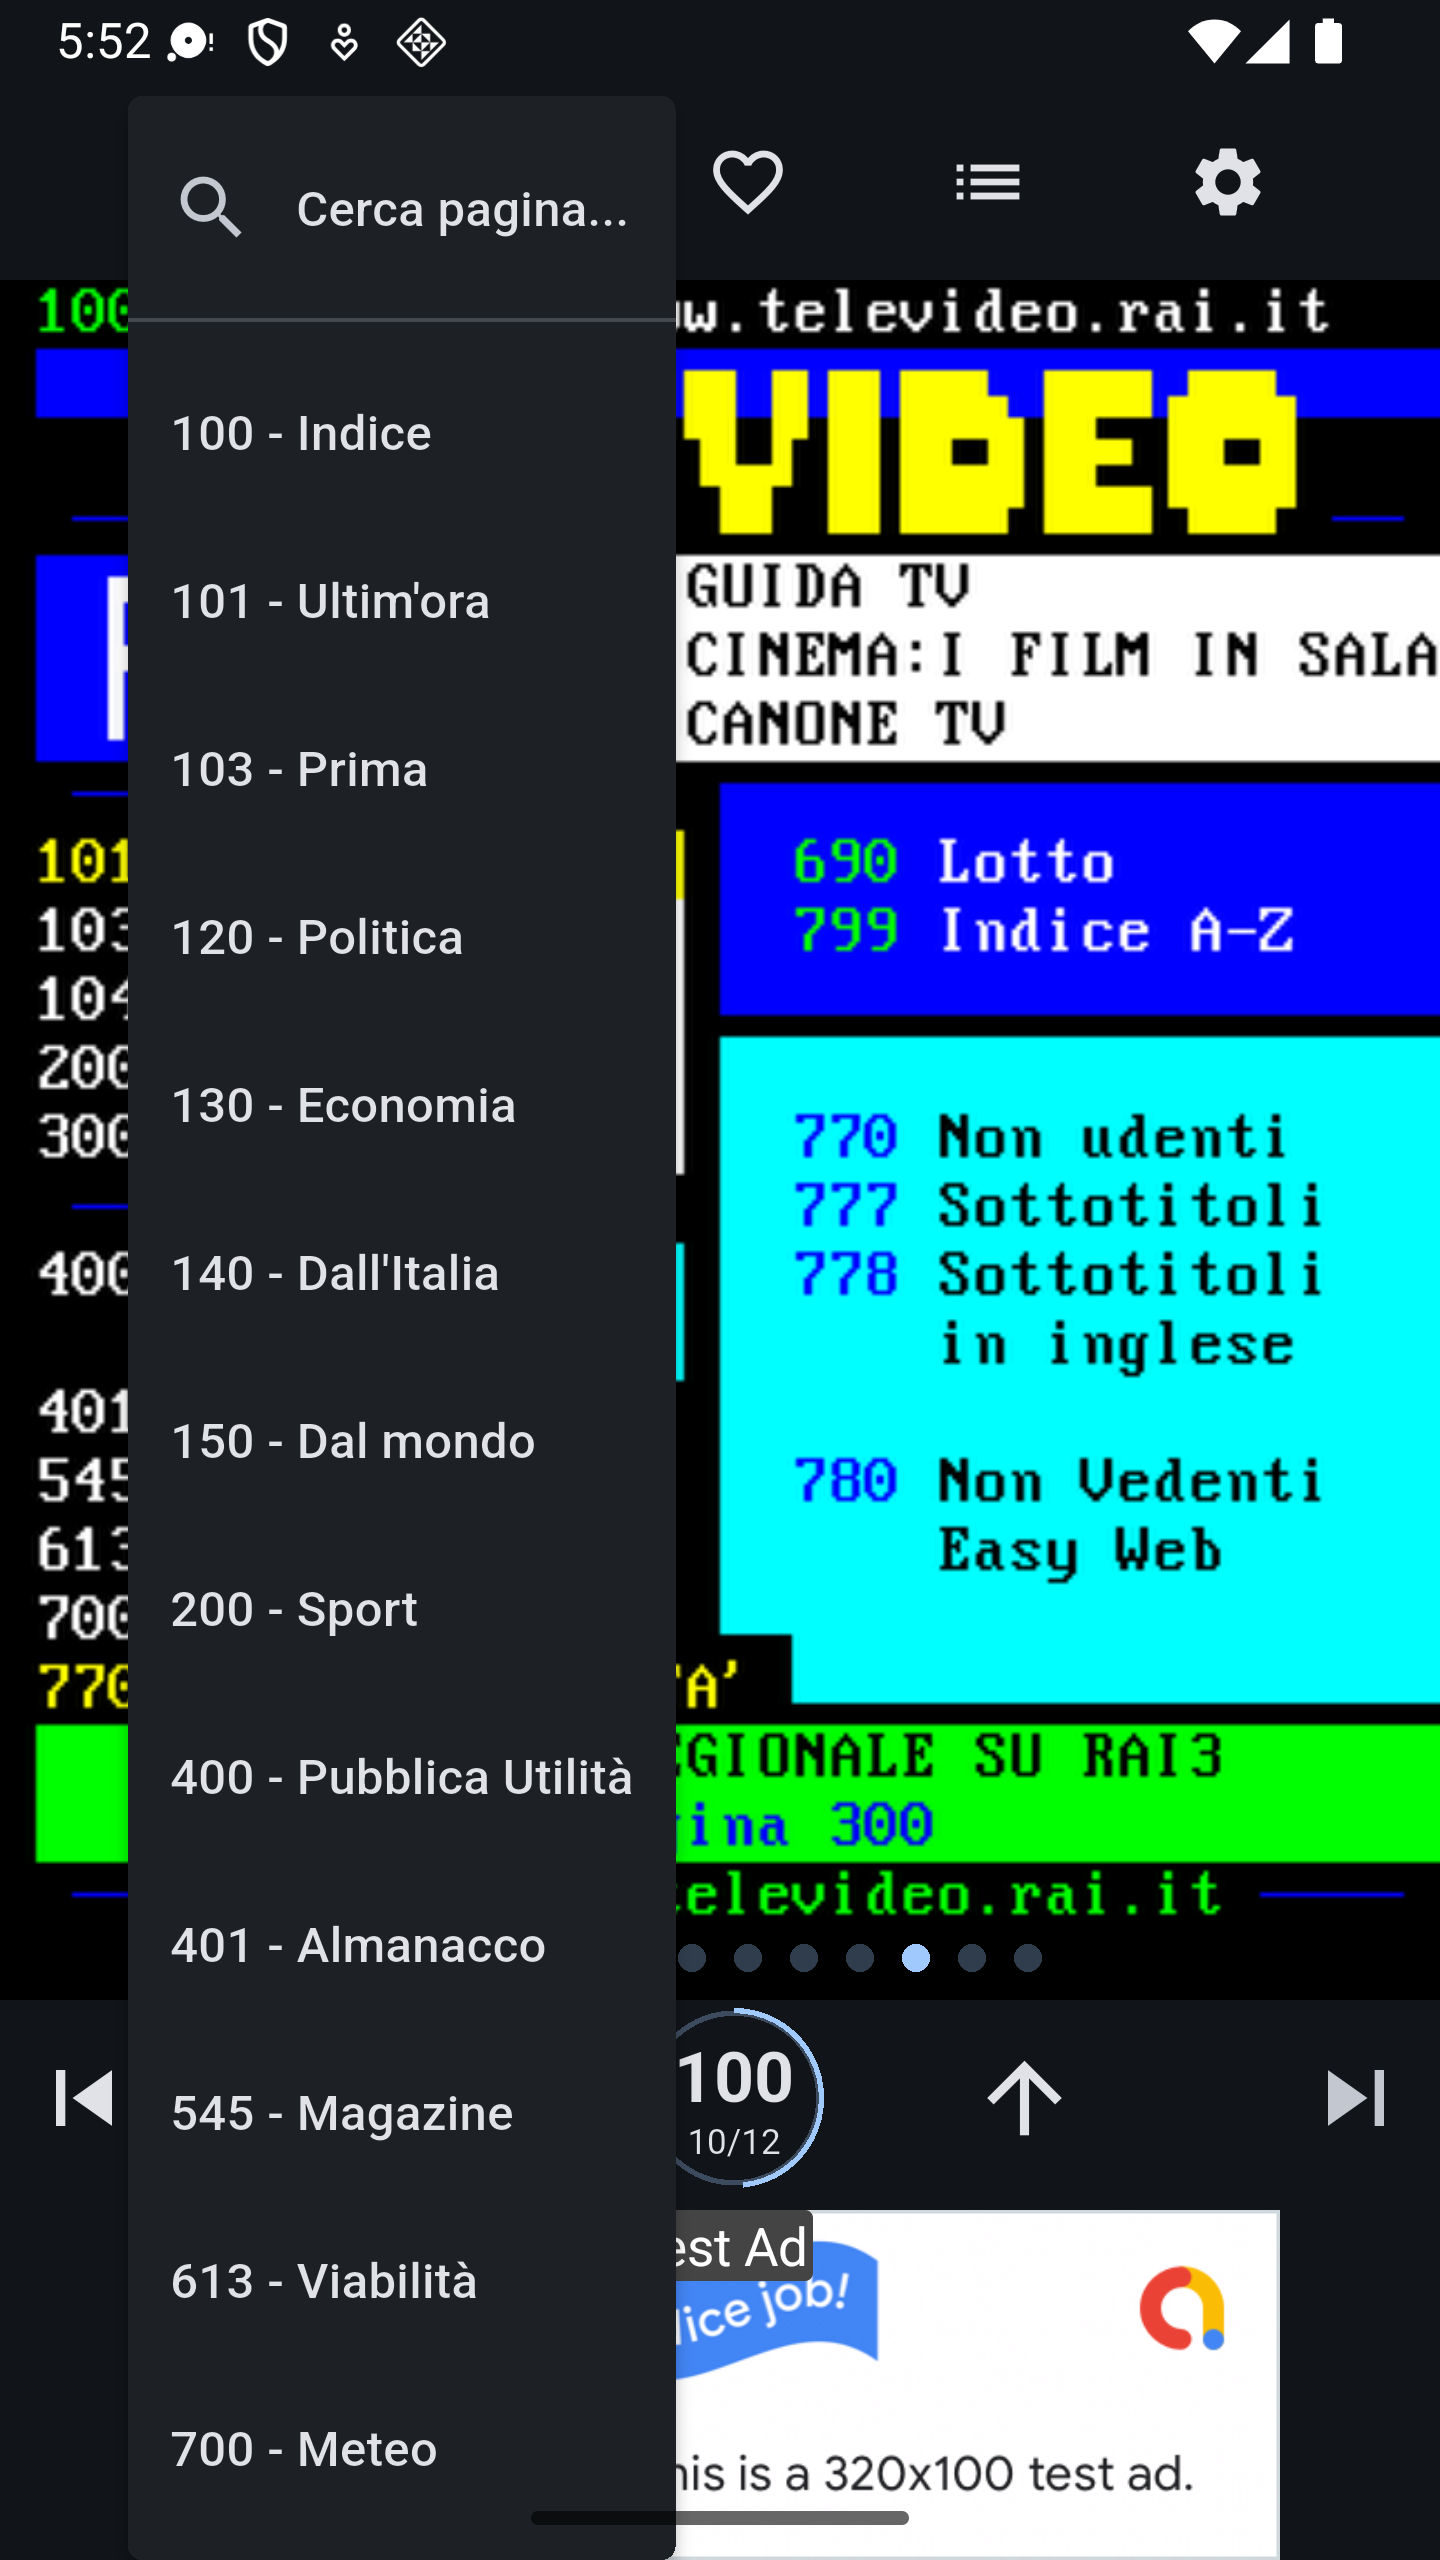 5:52
Cerca pagina...
100 - Indice
101 - Ultim'ora
103 - Prima
120 - Politica
130 - Economia
140 - Dall'Italia
150 - Dal mondo
200 - Sport
400 - Pubblica Utilità
401 - Almanacco
545 - Magazine
613 - Viabilità
700 - Meteo
100
w.televideo.rai.it
VIDEO
GUIDA TV
CINEMA:I FILM IN SALA
CANONE TV
101
103
104
200
300
400
401
545
613
700
770
690 Lotto
799 Indice A-Z
770 Non udenti
777 Sottotitoli
778 Sottotitoli
in inglese
780 Non Vedenti
Easy Web
A'
GIONALE SU RAI3
ina 300
televideo.rai.it
100
10/12
est Ad
ice job!
his is a 320x100 test ad.